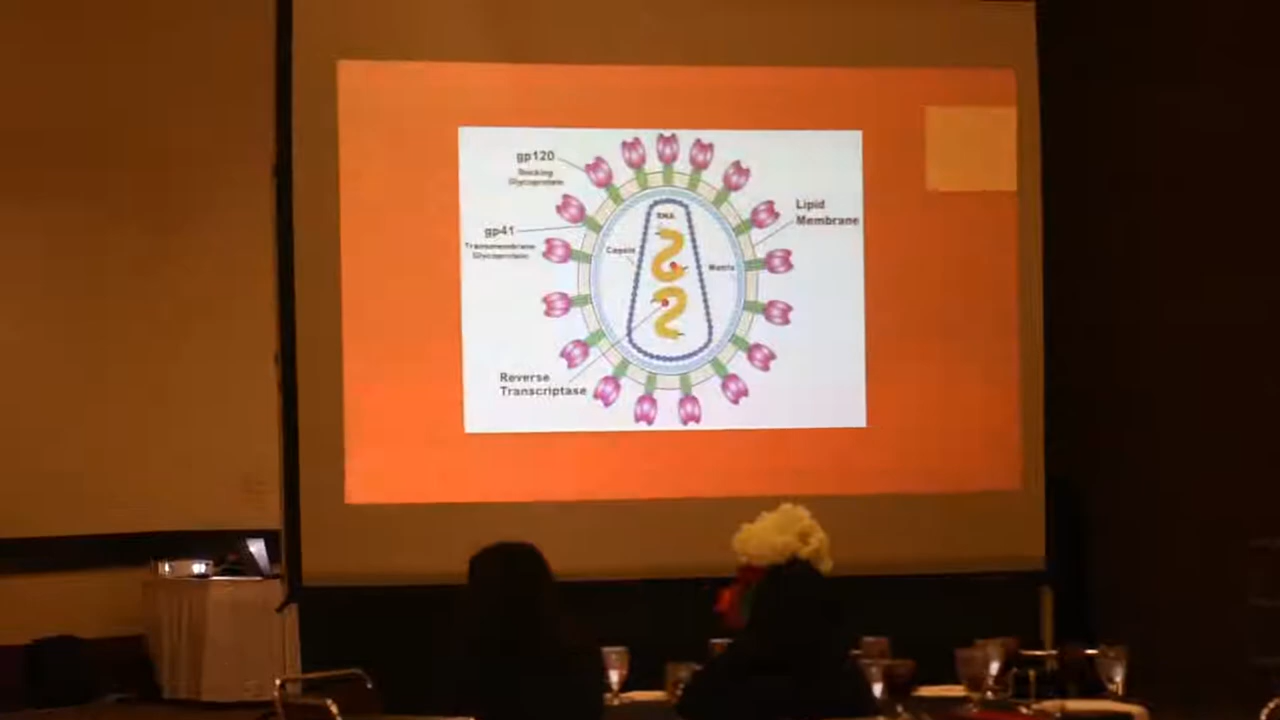 gp120
Docking
Glycoprotein
gp41
Transmembrane
Glycoprotein
RNA
Capsid
Matrix
Lipid
Membrane
Reverse
Transcriptase